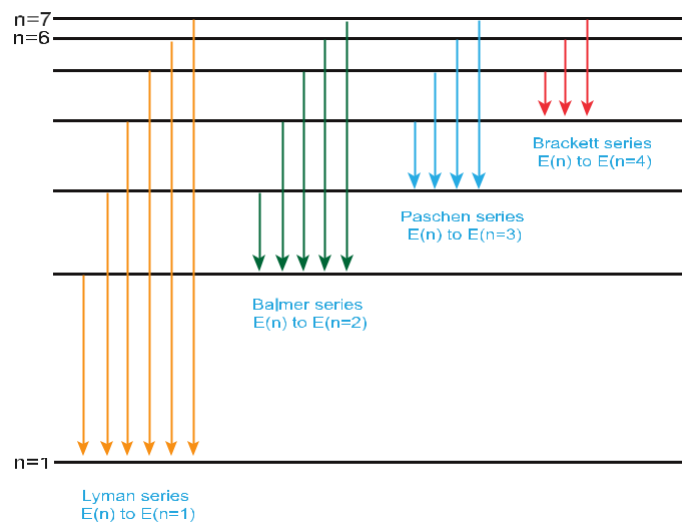 n=7
n=6
Brackett series
E(n) to E(n=4)
Paschen series
E(n) to E(n=3)
Balmer series
E(n) to E(n=2)
n=1
Lyman series
E(n) to E(n=1)